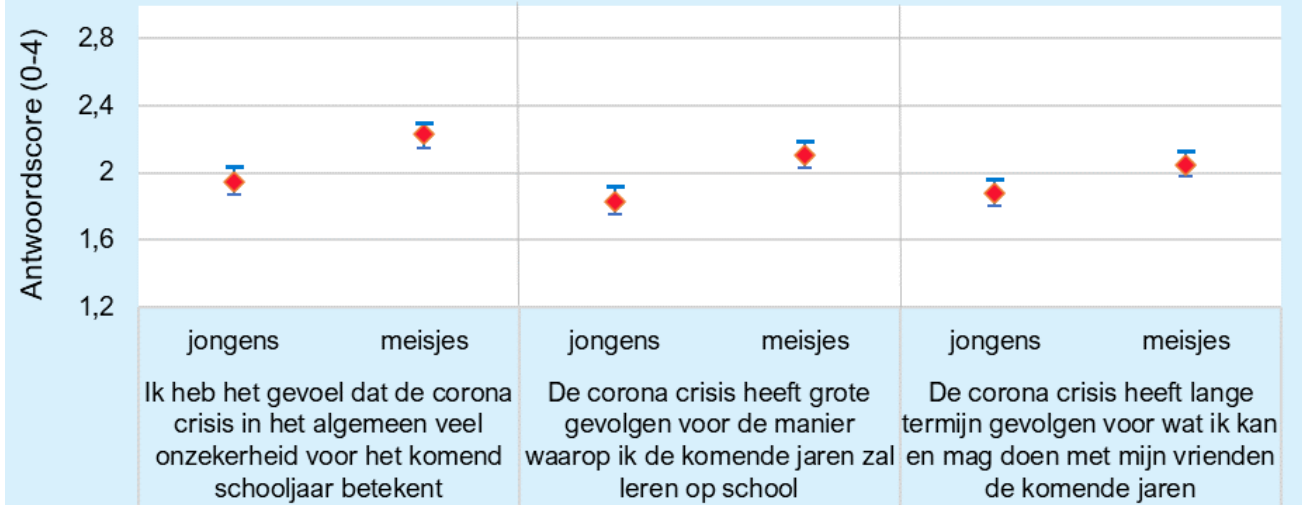 Antwoordscore (0-4)
2,8
2,4
2
1,6
1,2
jongens
meisjes
jongens
meisjes
jongens
meisjes
Ik heb het gevoel dat de corona
crisis in het algemeen veel
onzekerheid voor het komend
schooljaar betekent
De corona crisis heeft grote
gevolgen voor de manier
waarop ik de komende jaren zal
leren op school
De corona crisis heeft lange
termijn gevolgen voor wat ik kan
en mag doen met mijn vrienden
de komende jaren